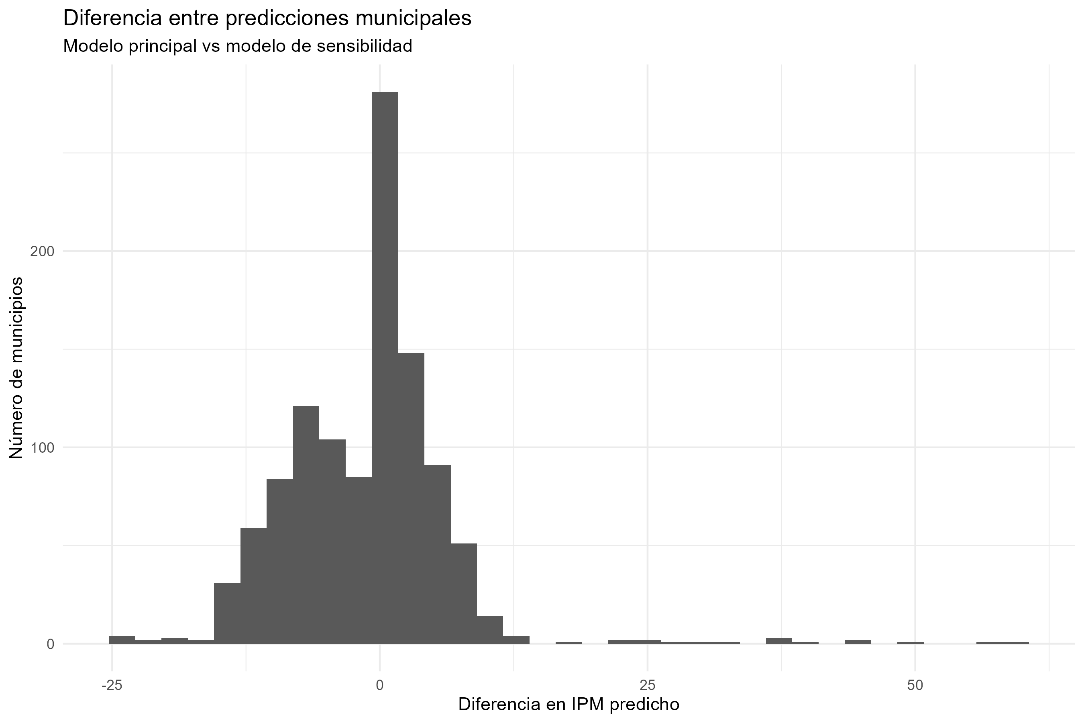 Diferencia entre predicciones municipales
Modelo principal vs modelo de sensibilidad
Número de municipios
200
100
0
-25
0
25
50
Diferencia en IPM predicho